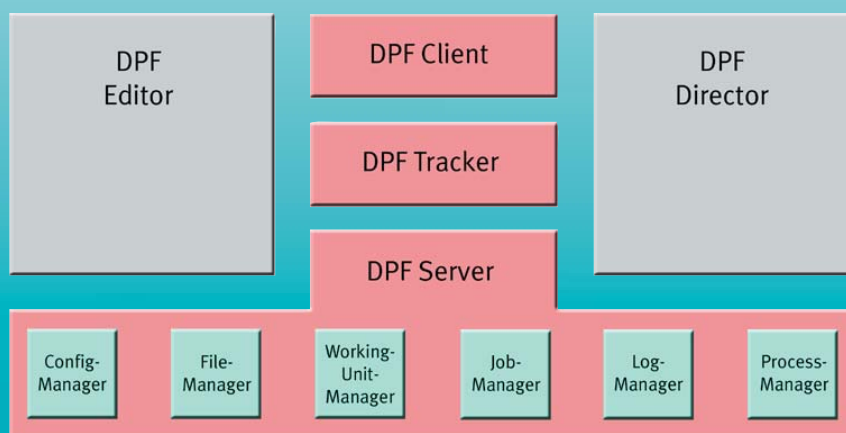 DPF
Editor
DPF Client
DPF
Director
DPF Tracker
DPF Server
Config-
Manager
File-
Manager
Working-
Unit-
Manager
Job-
Manager
Log-
Manager
Process-
Manager